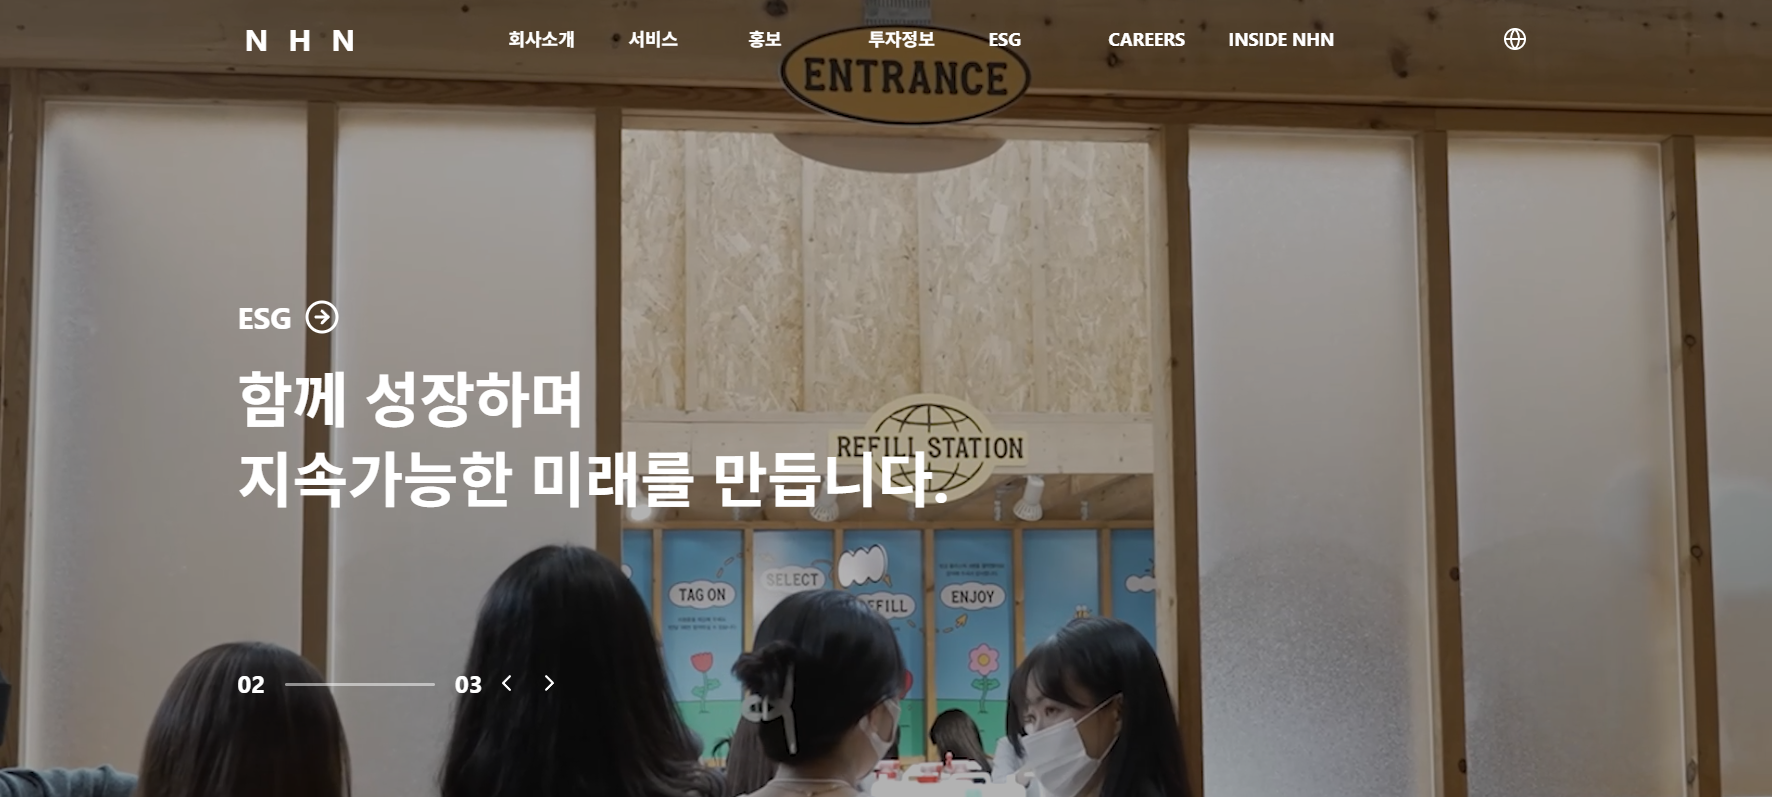 NHN
회사소개 서비스 홍보 투자정보 ESG CAREERS INSIDE NHN
ENTRANCE
ESG
함께 성장하며
지속가능한 미래를 만듭니다.
REFILL STATION
SELECT
TAG ON
REFILL
ENJOY
02 03